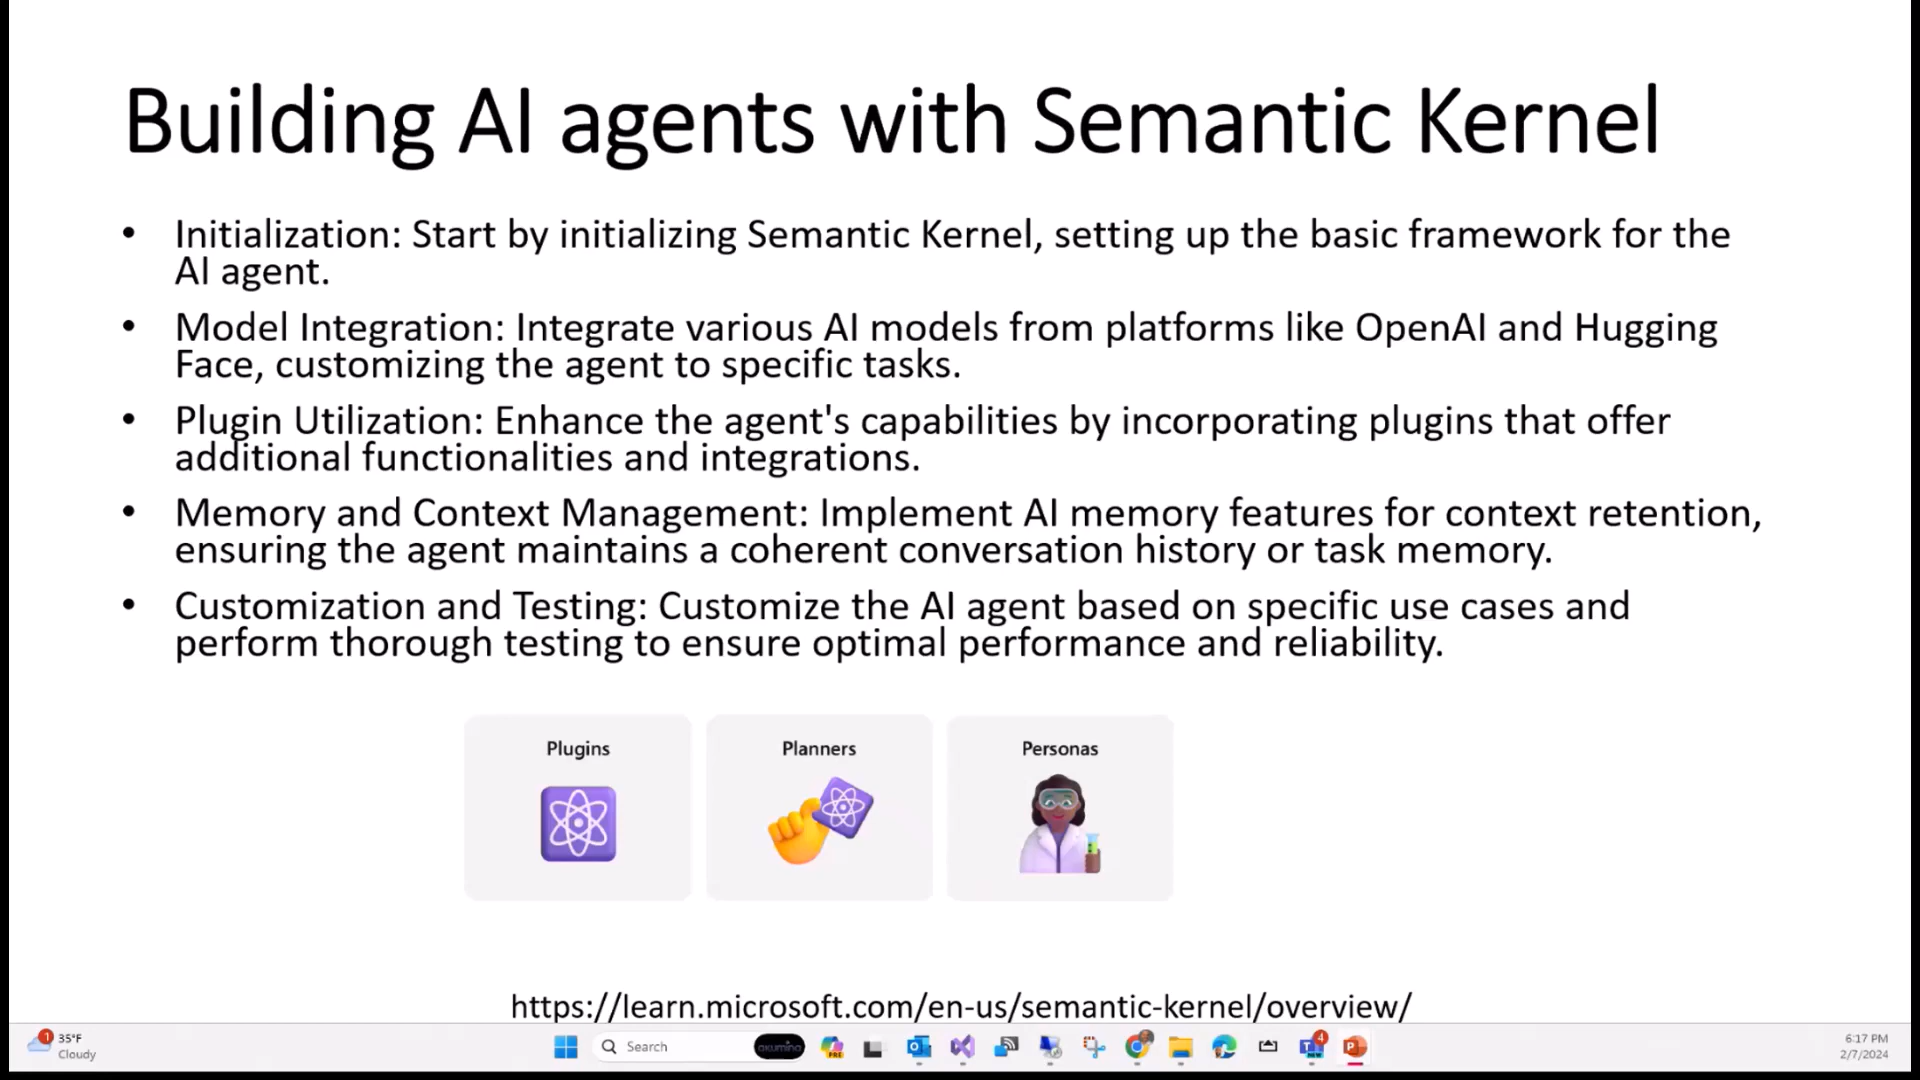 Building AI agents with Semantic Kernel
• Initialization: Start by initializing Semantic Kernel, setting up the basic framework for the
AI agent.
• Model Integration: Integrate various AI models from platforms like OpenAI and Hugging
Face, customizing the agent to specific tasks.
• Plugin Utilization: Enhance the agent's capabilities by incorporating plugins that offer
additional functionalities and integrations.
• Memory and Context Management: Implement AI memory features for context retention,
ensuring the agent maintains a coherent conversation history or task memory.
• Customization and Testing: Customize the AI agent based on specific use cases and
perform thorough testing to ensure optimal performance and reliability.
Plugins
Planners
Personas
https://learn.microsoft.com/en-us/semantic-kernel/overview/
1
35°F
Cloudy
Search
akumina
PRE
NEW
4
6:17 PM
2/7/2024